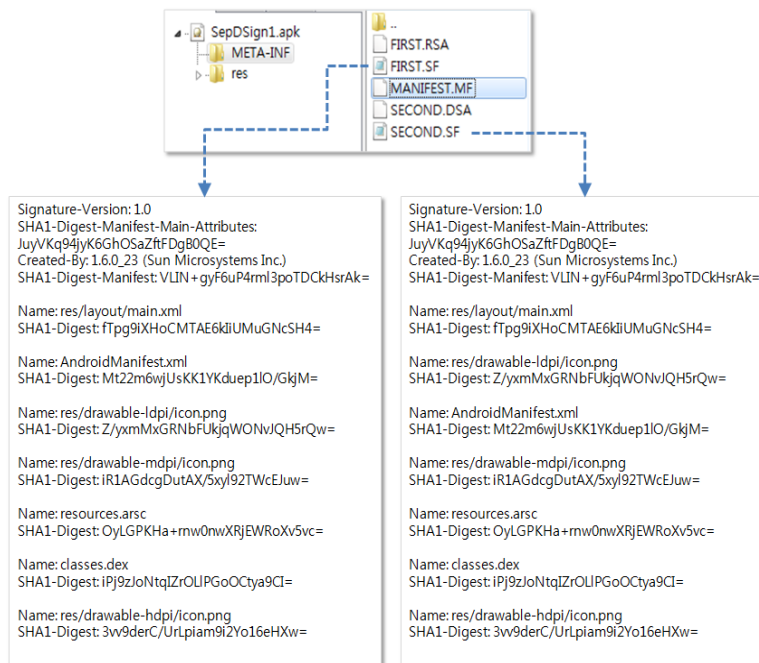 SepDSign1.apk
META-INF
res
..
FIRST.RSA
FIRST.SF
MANIFEST.MF
SECOND.DSA
SECOND.SF
Signature-Version: 1.0
SHA1-Digest-Manifest-Main-Attributes:
JuyVKq94jyK6GhOSaZftFDgB0QE=
Created-By: 1.6.0_23 (Sun Microsystems Inc.)
SHA1-Digest-Manifest: VLIN+gyF6uP4rml3poTDCkHsrAk=
Name: res/layout/main.xml
SHA1-Digest: fTpg9iXHoCMTAE6kIiUMuGNcSH4=
Name: AndroidManifest.xml
SHA1-Digest: Mt22m6wjUsKK1YKduep1lO/GkjM=
Name: res/drawable-ldpi/icon.png
SHA1-Digest: Z/yxmMxGRNbFUkjqWONvJQH5rQw=
Name: res/drawable-mdpi/icon.png
SHA1-Digest: iR1AGdcgDutAX/5xyl92TWcEJuw=
Name: resources.arsc
SHA1-Digest: OyLGPKHa+rnw0nwXRjEWRoXv5vc=
Name: classes.dex
SHA1-Digest: iPj9zJoNtqIZrOLlPGoOCtya9CI=
Name: res/drawable-hdpi/icon.png
SHA1-Digest: 3vv9derC/UrLpiam9i2Yo16eHXw=
Signature-Version: 1.0
SHA1-Digest-Manifest-Main-Attributes:
JuyVKq94jyK6GhOSaZftFDgB0QE=
Created-By: 1.6.0_23 (Sun Microsystems Inc.)
SHA1-Digest-Manifest: VLIN+gyF6uP4rml3poTDCkHsrAk=
Name: res/layout/main.xml
SHA1-Digest: fTpg9iXHoCMTAE6kIiUMuGNcSH4=
Name: res/drawable-ldpi/icon.png
SHA1-Digest: Z/yxmMxGRNbFUkjqWONvJQH5rQw=
Name: AndroidManifest.xml
SHA1-Digest: Mt22m6wjUsKK1YKduep1lO/GkjM=
Name: res/drawable-mdpi/icon.png
SHA1-Digest: iR1AGdcgDutAX/5xyl92TWcEJuw=
Name: resources.arsc
SHA1-Digest: OyLGPKHa+rnw0nwXRjEWRoXv5vc=
Name: classes.dex
SHA1-Digest: iPj9zJoNtqIZrOLlPGoOCtya9CI=
Name: res/drawable-hdpi/icon.png
SHA1-Digest: 3vv9derC/UrLpiam9i2Yo16eHXw=